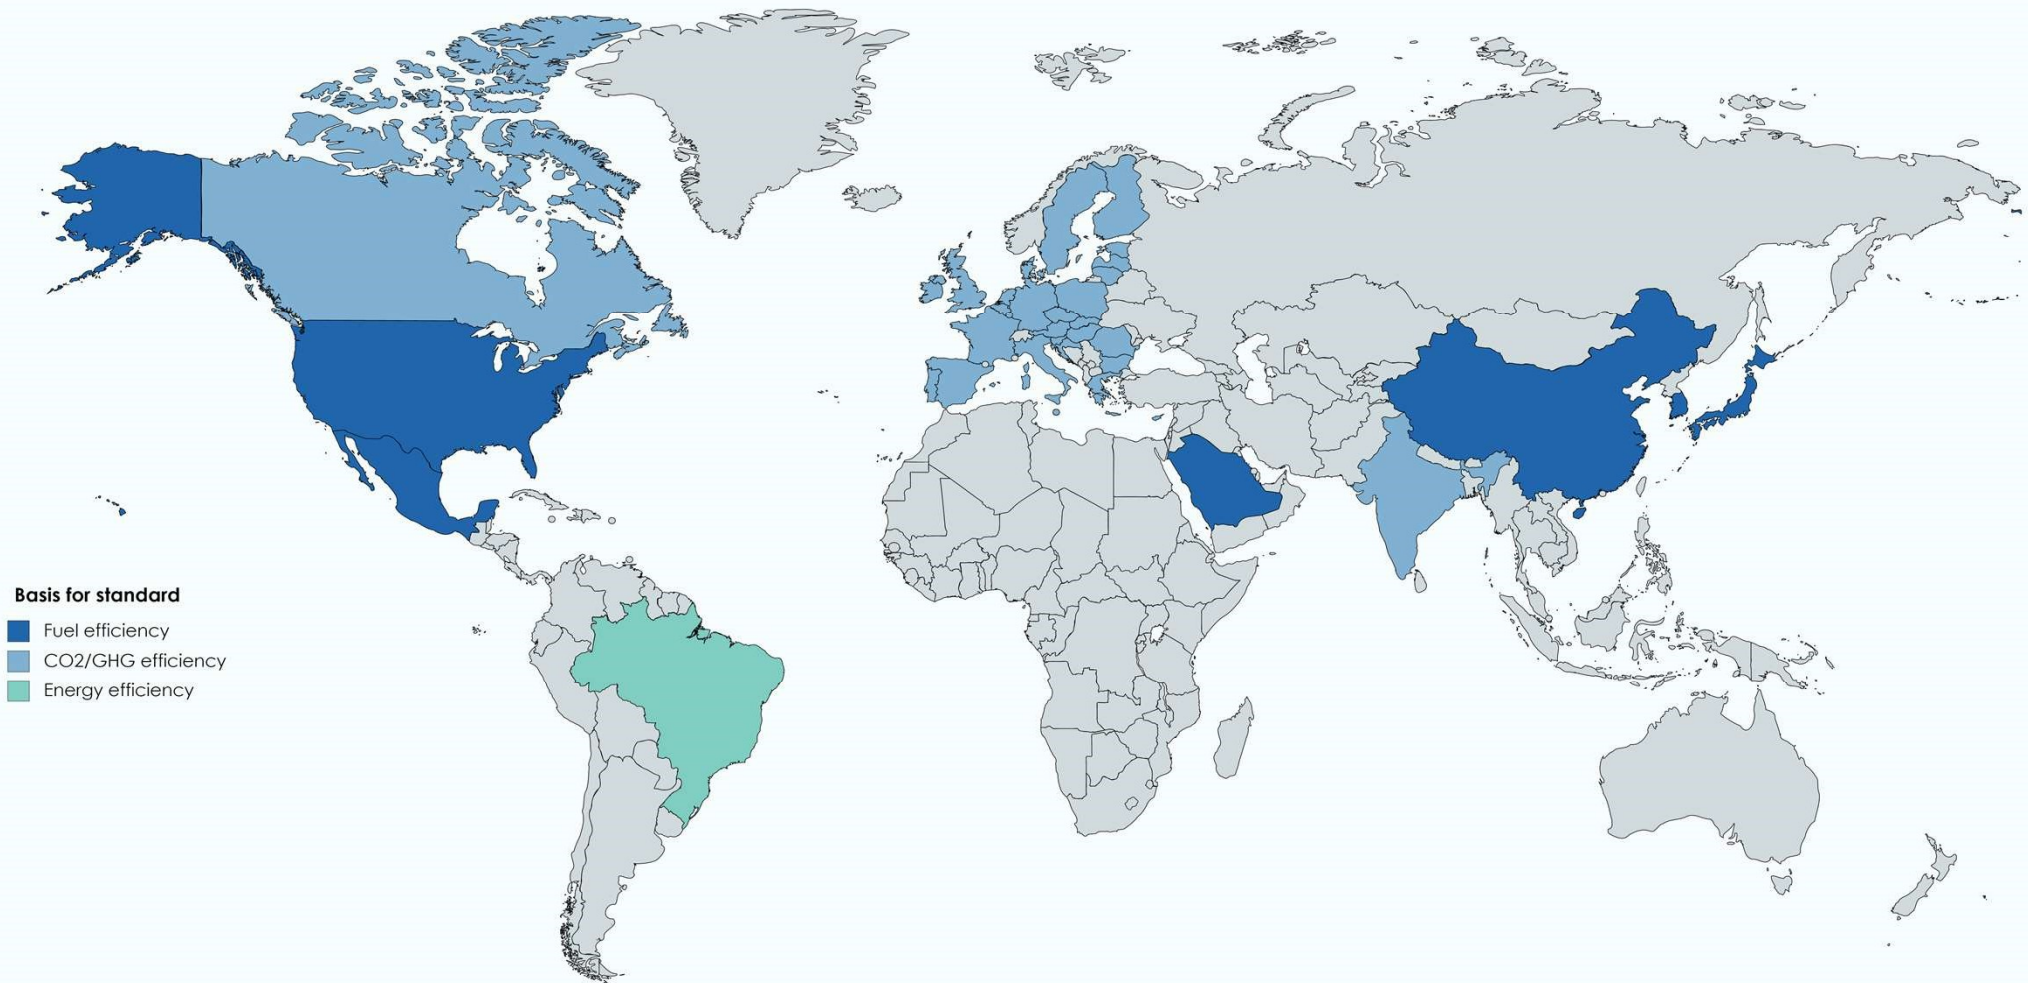 Basis for standard
Fuel efficiency
CO2/GHG efficiency
Energy efficiency